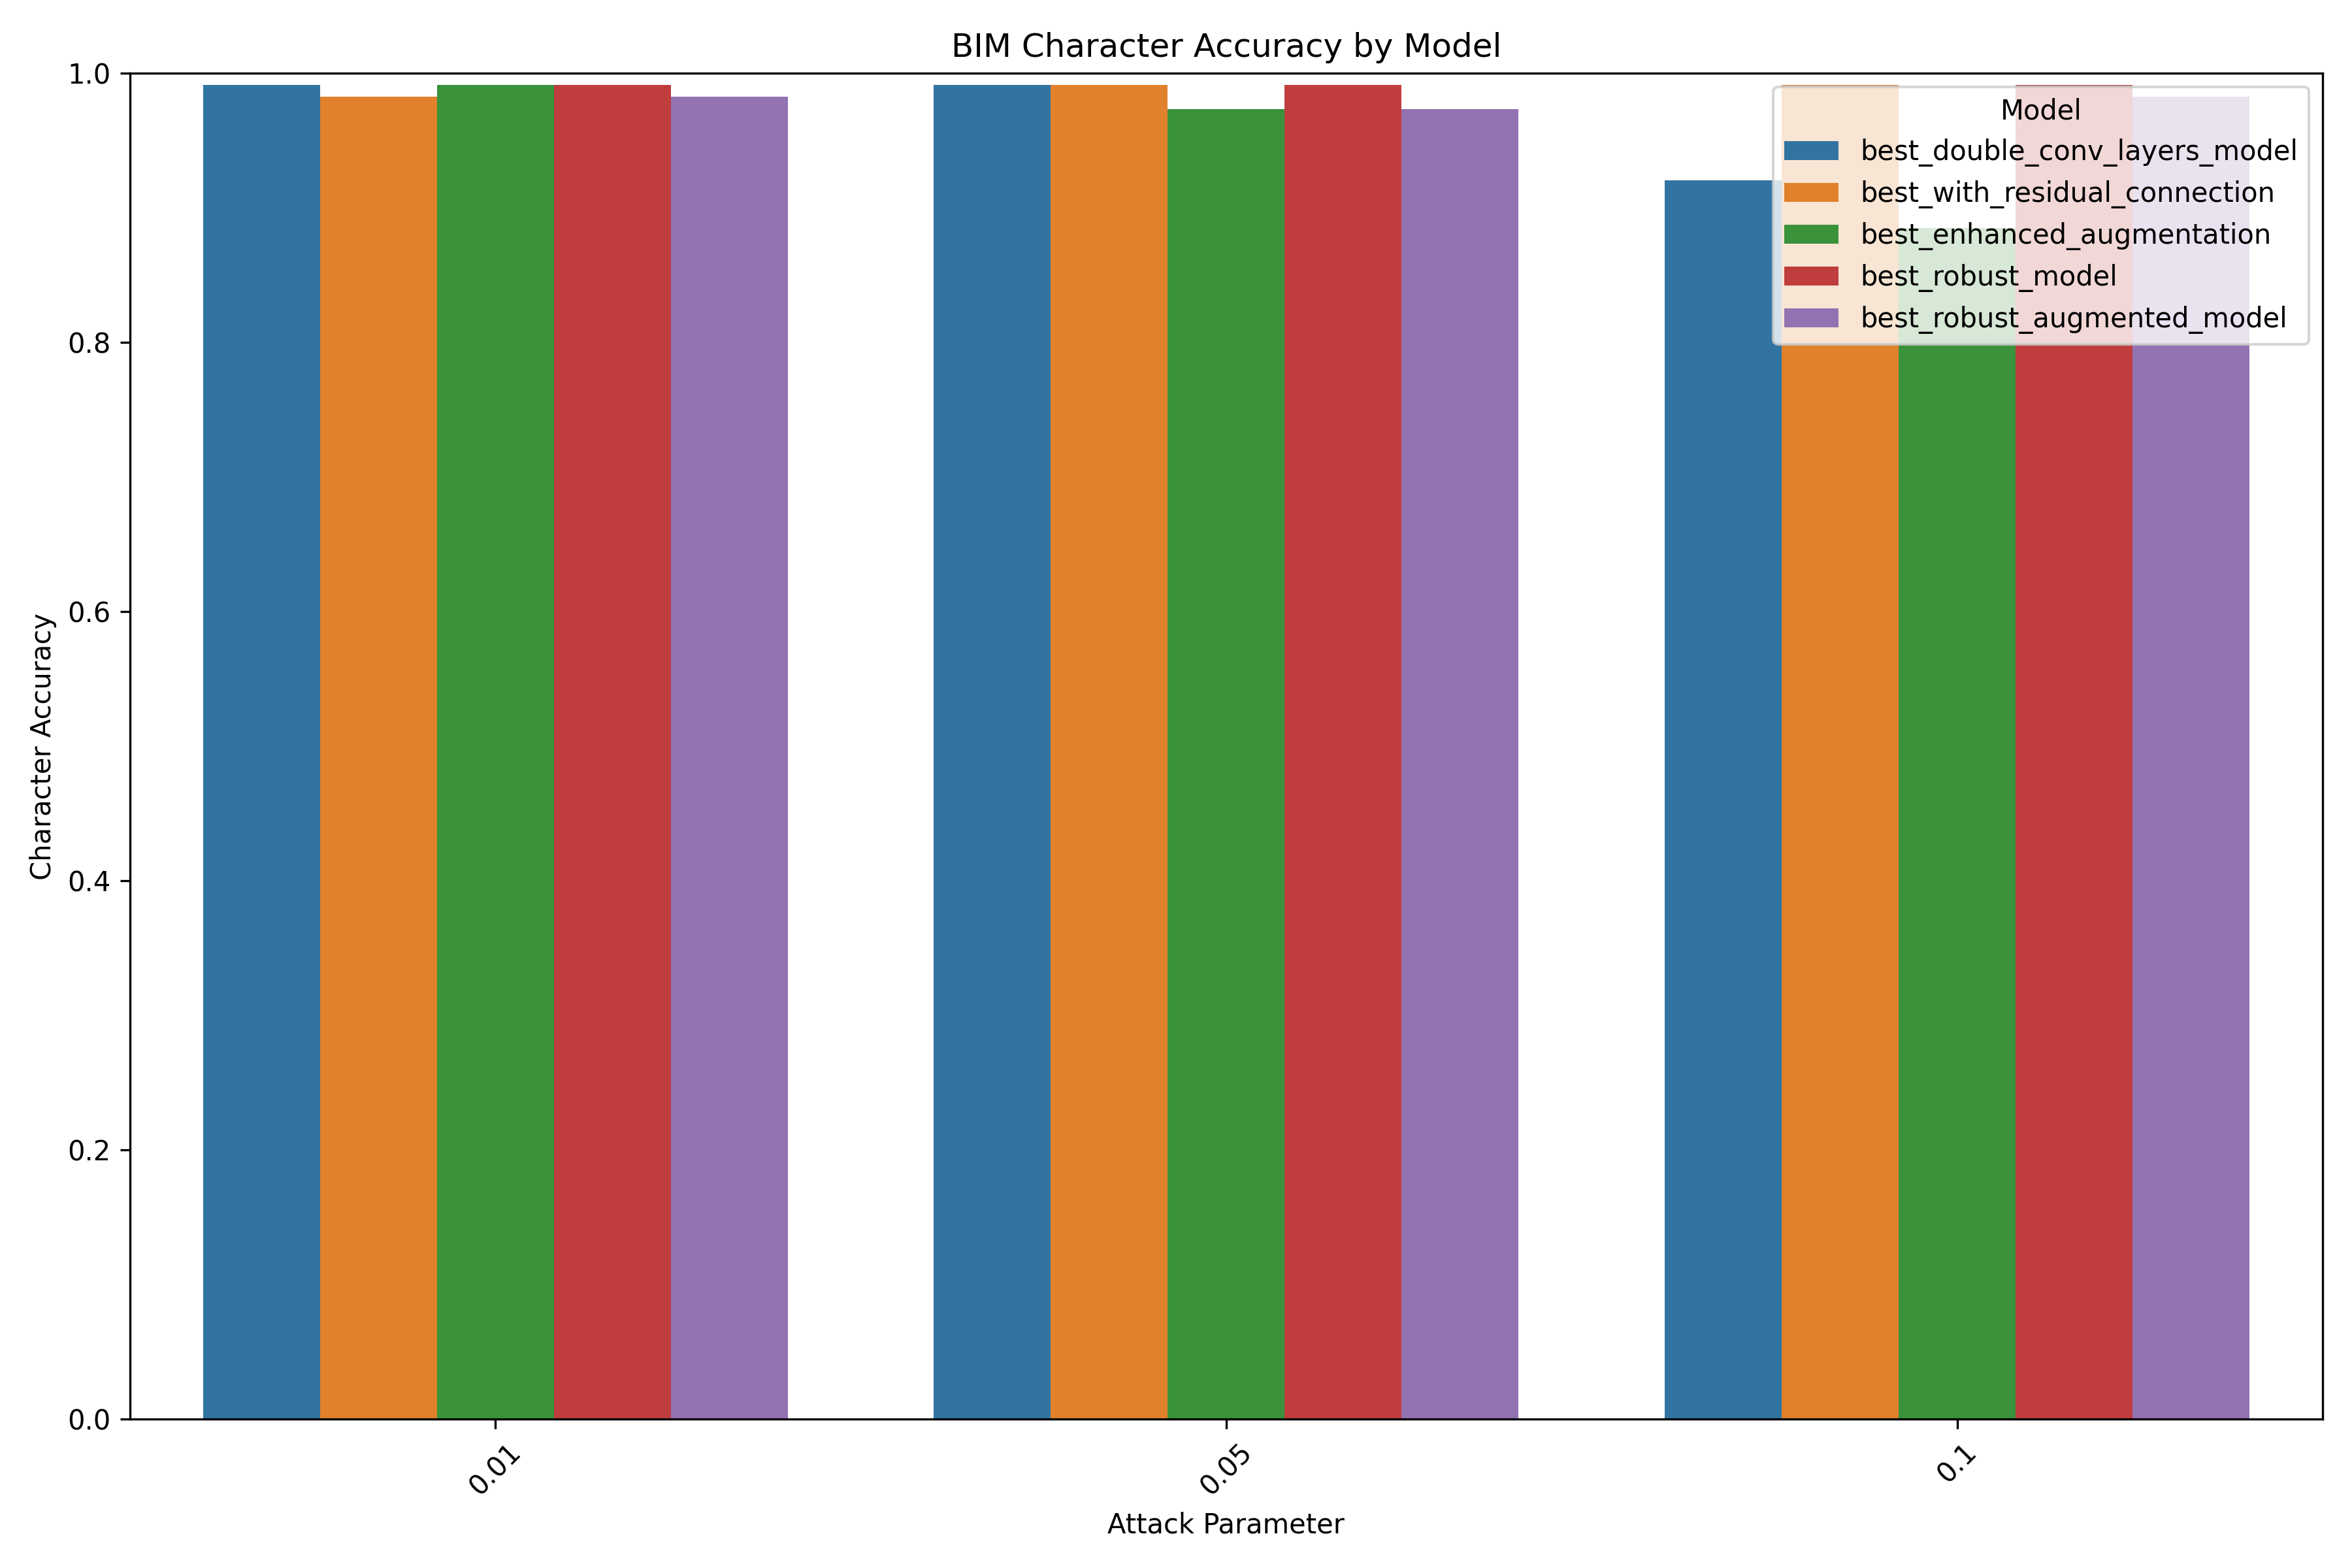 BIM Character Accuracy by Model
1.0
0.8
0.6
0.4
0.2
0.0
Character Accuracy
Model
best_double_conv_layers_model
best_with_residual_connection
best_enhanced_augmentation
best_robust_model
best_robust_augmented_model
0.01
0.05
0.1
Attack Parameter